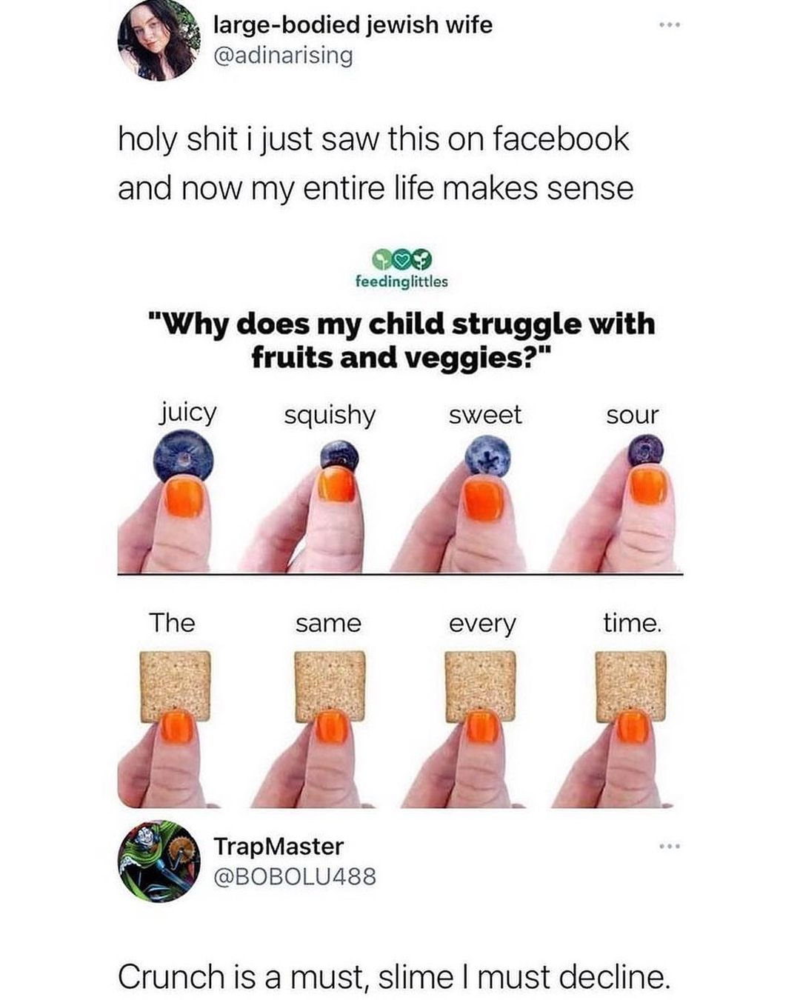 large-bodied jewish wife
@adinarising
holy shit i just saw this on facebook
and now my entire life makes sense
feedinglittles
"Why does my child struggle with
fruits and veggies?"
juicy squishy sweet sour
The same every time.
TrapMaster
@BOBOLU488
Crunch is a must, slime I must decline.